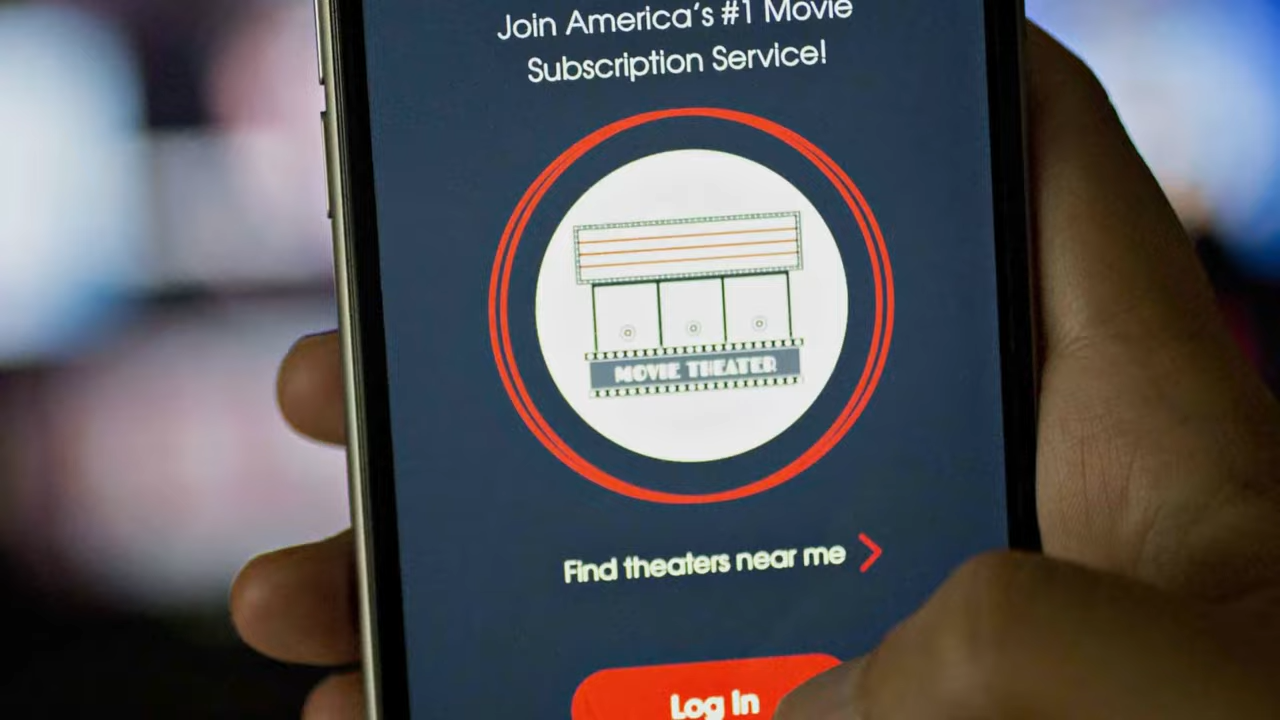 Join America's #1 Movie
Subscription Service!
MOVIE THEATER
Find theaters near me
Log In